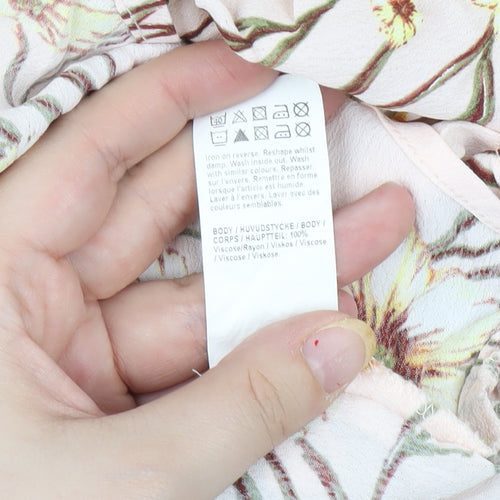 30
Iron on reverse. Reshape whilst
damp. Wash inside out. Wash
with similar colours. Repasser
sur l'envers. Remettre en forme
lorsque l'article est humide.
Laver à l'envers. Laver avec des
couleurs semblables.
BODY / HUVUDSTYCKE / BODY /
CORPS / HAUPTTEIL: 100%
Viscose/Rayon / Viskos / Viscose
/ Viscose / Viskose